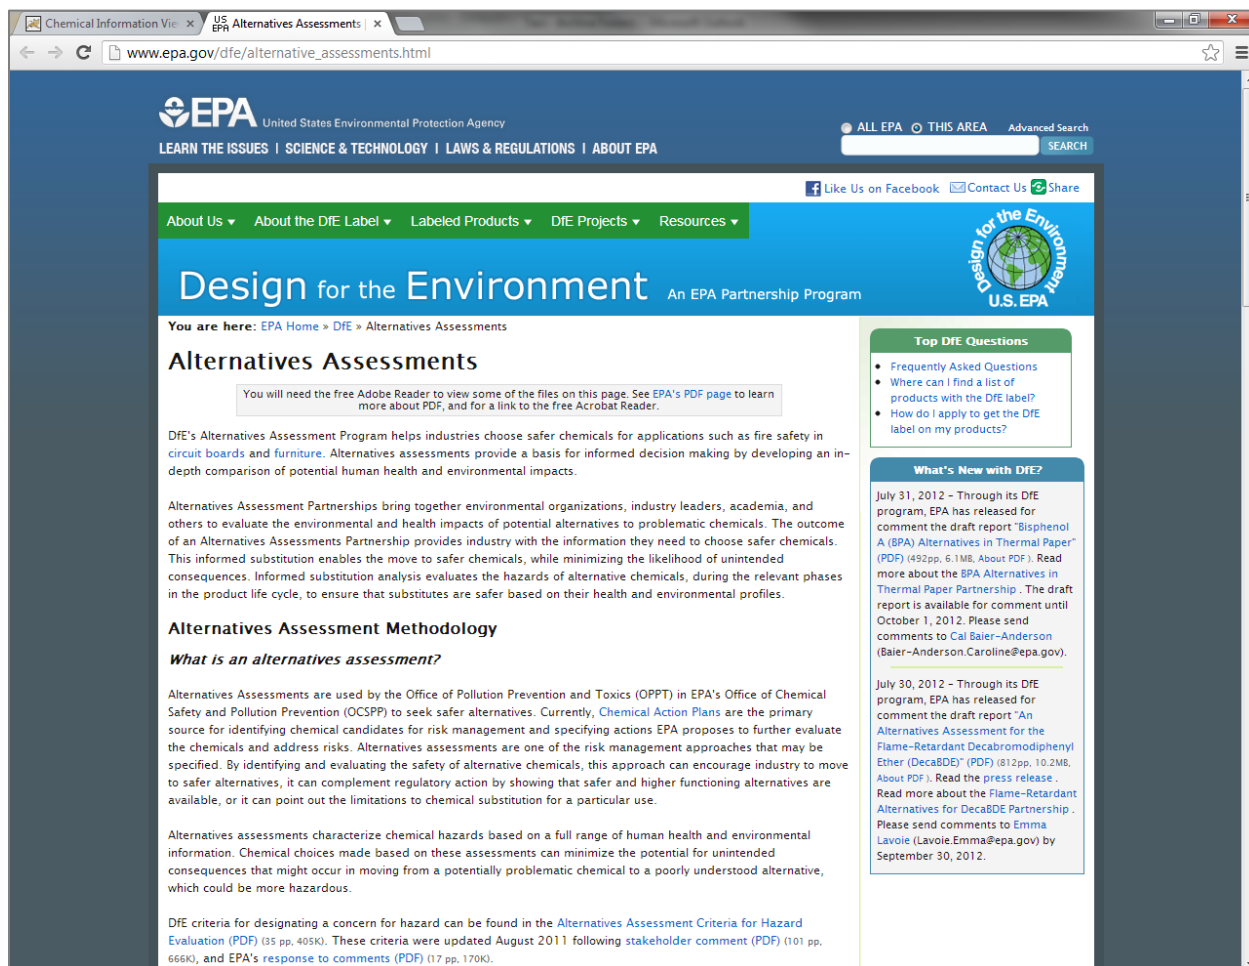 Chemical Information Vie
US EPA Alternatives Assessments |
www.epa.gov/dfe/alternative_assessments.html
EPA United States Environmental Protection Agency
ALL EPA THIS AREA Advanced Search
LEARN THE ISSUES | SCIENCE & TECHNOLOGY | LAWS & REGULATIONS | ABOUT EPA
SEARCH
Like Us on Facebook Contact Us Share
About Us About the DfE Label Labeled Products DfE Projects Resources
Design for the Environment An EPA Partnership Program
Design for the Environment
U.S. EPA
You are here: EPA Home » DfE » Alternatives Assessments
Alternatives Assessments
You will need the free Adobe Reader to view some of the files on this page. See EPA's PDF page to learn
more about PDF, and for a link to the free Acrobat Reader.
DfE's Alternatives Assessment Program helps industries choose safer chemicals for applications such as fire safety in
circuit boards and furniture. Alternatives assessments provide a basis for informed decision making by developing an in-
depth comparison of potential human health and environmental impacts.
Alternatives Assessment Partnerships bring together environmental organizations, industry leaders, academia, and
others to evaluate the environmental and health impacts of potential alternatives to problematic chemicals. The outcome
of an Alternatives Assessments Partnership provides industry with the information they need to choose safer chemicals.
This informed substitution enables the move to safer chemicals, while minimizing the likelihood of unintended
consequences. Informed substitution analysis evaluates the hazards of alternative chemicals, during the relevant phases
in the product life cycle, to ensure that substitutes are safer based on their health and environmental profiles.
Alternatives Assessment Methodology
What is an alternatives assessment?
Alternatives Assessments are used by the Office of Pollution Prevention and Toxics (OPPT) in EPA's Office of Chemical
Safety and Pollution Prevention (OCSPP) to seek safer alternatives. Currently, Chemical Action Plans are the primary
source for identifying chemical candidates for risk management and specifying actions EPA proposes to further evaluate
the chemicals and address risks. Alternatives assessments are one of the risk management approaches that may be
specified. By identifying and evaluating the safety of alternative chemicals, this approach can encourage industry to move
to safer alternatives, it can complement regulatory action by showing that safer and higher functioning alternatives are
available, or it can point out the limitations to chemical substitution for a particular use.
Alternatives assessments characterize chemical hazards based on a full range of human health and environmental
information. Chemical choices made based on these assessments can minimize the potential for unintended
consequences that might occur in moving from a potentially problematic chemical to a poorly understood alternative,
which could be more hazardous.
DfE criteria for designating a concern for hazard can be found in the Alternatives Assessment Criteria for Hazard
Evaluation (PDF) (35 pp, 405K). These criteria were updated August 2011 following stakeholder comment (PDF) (101 pp,
666K), and EPA's response to comments (PDF) (17 pp, 170K).
Top DfE Questions
Frequently Asked Questions
Where can I find a list of
products with the DfE label?
How do I apply to get the DfE
label on my products?
What's New with DfE?
July 31, 2012 - Through its DfE
program, EPA has released for
comment the draft report "Bisphenol
A (BPA) Alternatives in Thermal Paper"
(PDF) (492pp, 6.1MB, About PDF ). Read
more about the BPA Alternatives in
Thermal Paper Partnership . The draft
report is available for comment until
October 1, 2012. Please send
comments to Cal Baier-Anderson
(Baier-Anderson.Caroline@epa.gov).
July 30, 2012 - Through its DfE
program, EPA has released for
comment the draft report "An
Alternatives Assessment for the
Flame-Retardant Decabromodiphenyl
Ether (DecaBDE)" (PDF) (812pp, 10.2MB,
About PDF ). Read the press release .
Read more about the Flame-Retardant
Alternatives for DecaBDE Partnership .
Please send comments to Emma
Lavoie (Lavoie.Emma@epa.gov) by
September 30, 2012.